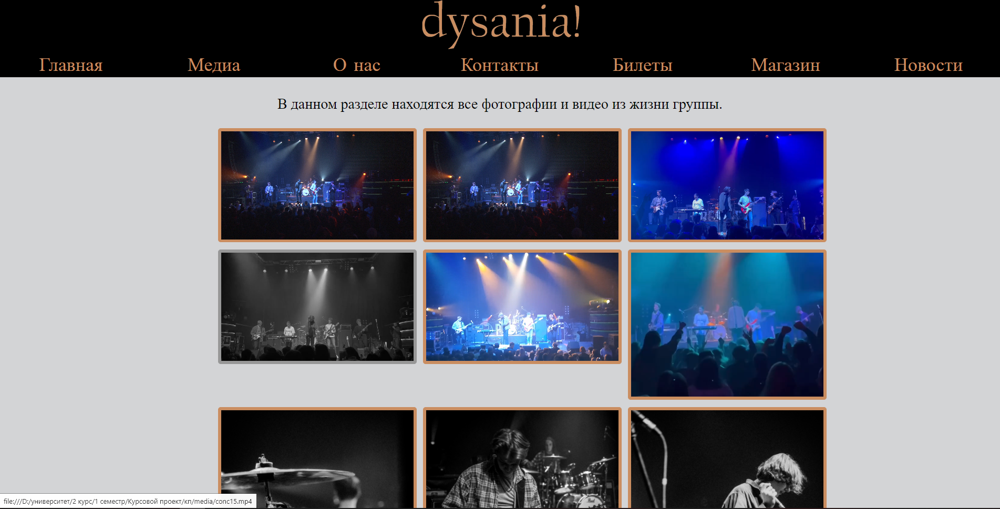 dysania!
Главная Медиа О нас Контакты Билеты Магазин Новости
В данном разделе находятся все фотографии и видео из жизни группы.
file:///D:/университет/2 курс/1 семестр/Курсовой проект/кп/media/conc15.mp4